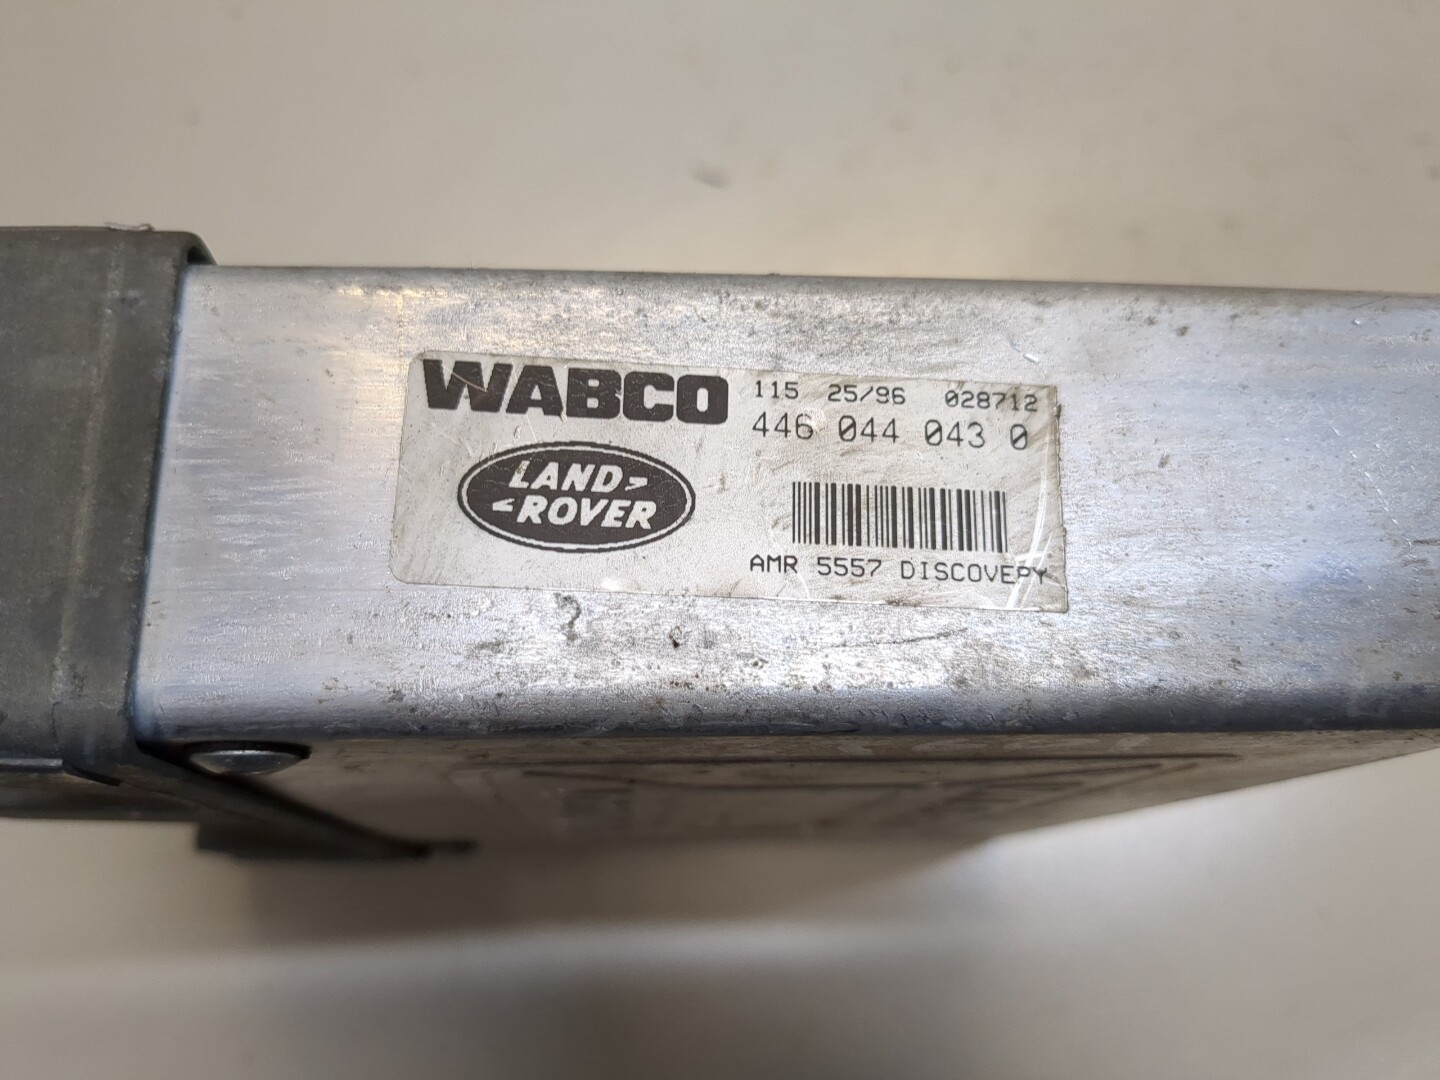 WABCO
115 25/96 028712
446 044 043 0
LAND
ROVER
AMR 5557 DISCOVERY